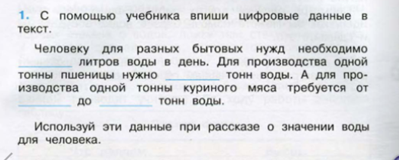 1. С помощью учебника впиши цифровые данные в
текст.
Человеку для разных бытовых нужд необходимо
________ литров воды в день. Для производства одной
тонны пшеницы нужно ________ тонн воды. А для про-
изводства одной тонны куриного мяса требуется от
________ до ________ тонн воды.
Используй эти данные при рассказе о значении воды
для человека.